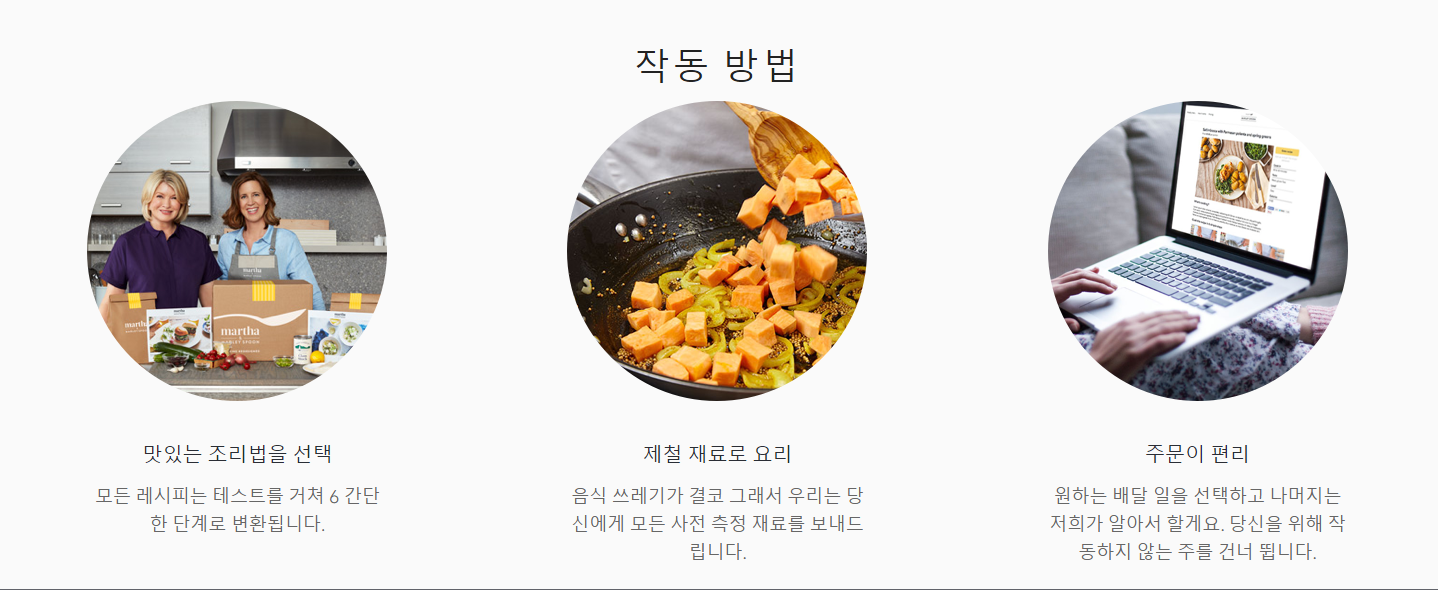 작동 방법
martha
martha
martha
MARLEY SPOON
맛있는 조리법을 선택
모든 레시피는 테스트를 거쳐 6 간단
한 단계로 변환됩니다.
제철 재료로 요리
음식 쓰레기가 결코 그래서 우리는 당
신에게 모든 사전 측정 재료를 보내드
립니다.
주문이 편리
원하는 배달 일을 선택하고 나머지는
저희가 알아서 할게요. 당신을 위해 작
동하지 않는 주를 건너 뜁니다.